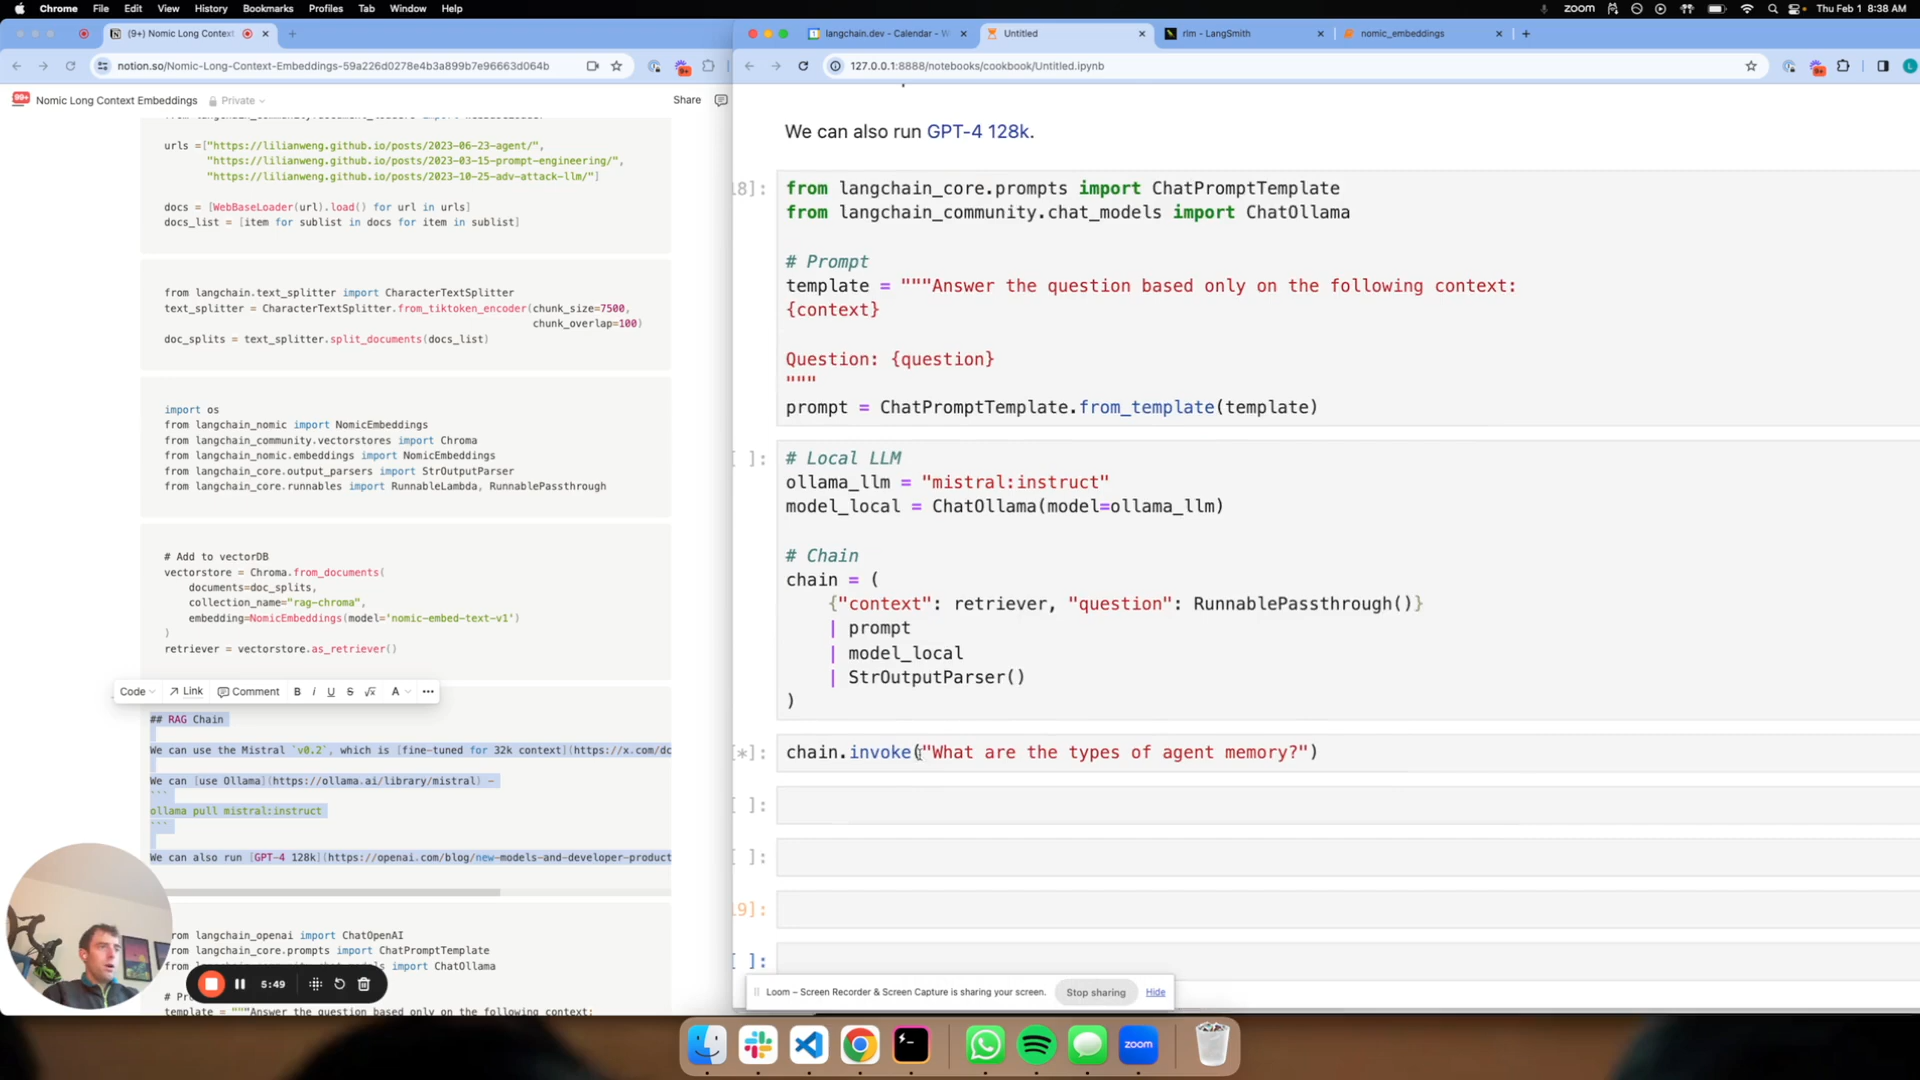 Chrome File Edit View History Bookmarks Profiles Tab Window Help
zoom Thu Feb 1 8:38 AM
(9+) Nomic Long Context
notion.so/Nomic-Long-Context-Embeddings-59a226d0278e4b3a899b7e96663d064b
Nomic Long Context Embeddings Private Share
urls =["https://lilianweng.github.io/posts/2023-06-23-agent/",
"https://lilianweng.github.io/posts/2023-03-15-prompt-engineering/",
"https://lilianweng.github.io/posts/2023-10-25-adv-attack-llm/"]
docs = [WebBaseLoader(url).load() for url in urls]
docs_list = [item for sublist in docs for item in sublist]
from langchain.text_splitter import CharacterTextSplitter
text_splitter = CharacterTextSplitter.from_tiktoken_encoder(chunk_size=7500,
chunk_overlap=100)
doc_splits = text_splitter.split_documents(docs_list)
import os
from langchain_nomic import NomicEmbeddings
from langchain_community.vectorstores import Chroma
from langchain_nomic.embeddings import NomicEmbeddings
from langchain_core.output_parsers import StrOutputParser
from langchain_core.runnables import RunnableLambda, RunnablePassthrough
# Add to vectorDB
vectorstore = Chroma.from_documents(
documents=doc_splits,
collection_name="rag-chroma",
embedding=NomicEmbeddings(model='nomic-embed-text-v1')
)
retriever = vectorstore.as_retriever()
Code Link Comment B i U S √x A •••
## RAG Chain
We can use the Mistral `v0.2`, which is [fine-tuned for 32k context](https://x.com/dc
We can [use Ollama](https://ollama.ai/library/mistral) -
```
ollama pull mistral:instruct
```
We can also run [GPT-4 128k](https://openai.com/blog/new-models-and-developer-product
from langchain_openai import ChatOpenAI
from langchain_core.prompts import ChatPromptTemplate
import ChatOllama
5:49
template = """Answer the question based only on the following context:
langchain.dev - Calendar - W Untitled rlm - LangSmith nomic_embeddings
127.0.0.1:8888/notebooks/cookbook/Untitled.ipynb
We can also run GPT-4 128k.
18]: from langchain_core.prompts import ChatPromptTemplate
from langchain_community.chat_models import ChatOllama
# Prompt
template = """Answer the question based only on the following context:
{context}
Question: {question}
"""
prompt = ChatPromptTemplate.from_template(template)
[ ]: # Local LLM
ollama_llm = "mistral:instruct"
model_local = ChatOllama(model=ollama_llm)
# Chain
chain = (
{"context": retriever, "question": RunnablePassthrough()}
| prompt
| model_local
| StrOutputParser()
)
[*]: chain.invoke("What are the types of agent memory?")
[ ]:
[ ]:
19]:
[ ]:
Loom – Screen Recorder & Screen Capture is sharing your screen. Stop sharing Hide
zoom